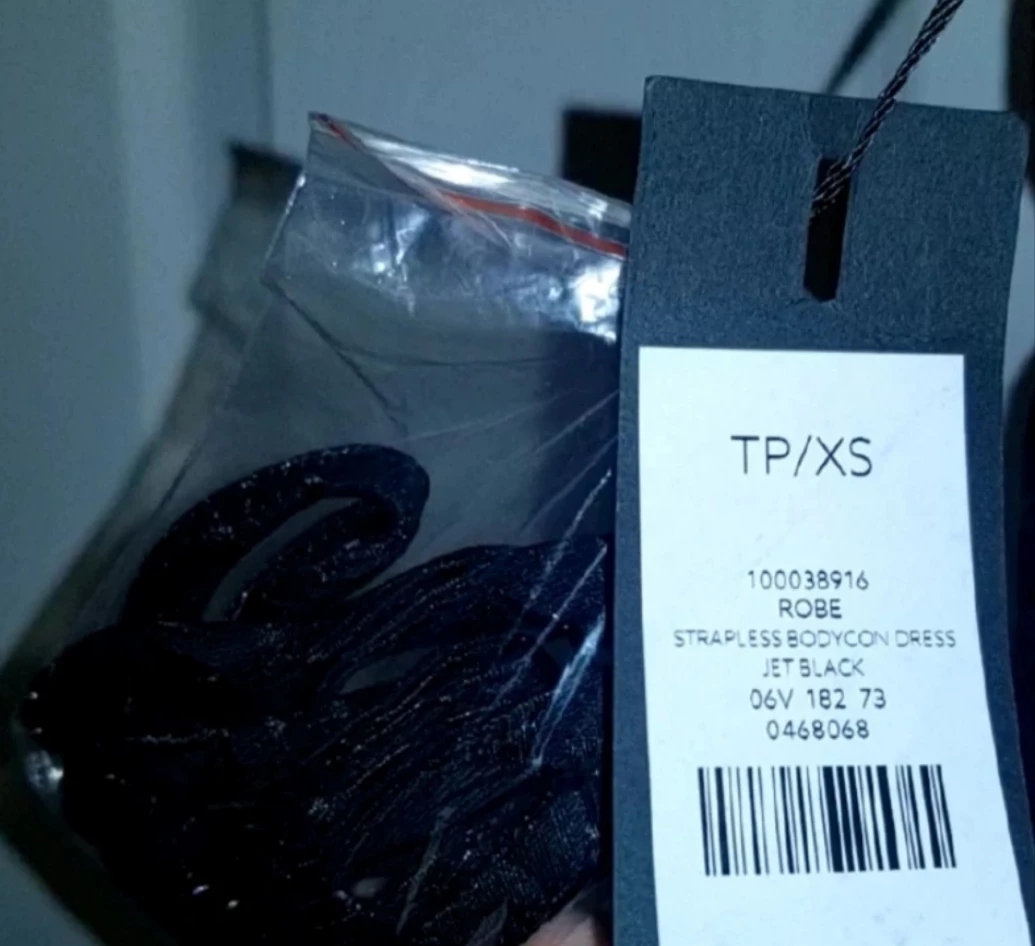 TP/XS
100038916
ROBE
STRAPLESS BODYCON DRESS
JET BLACK
06V 182 73
0468068